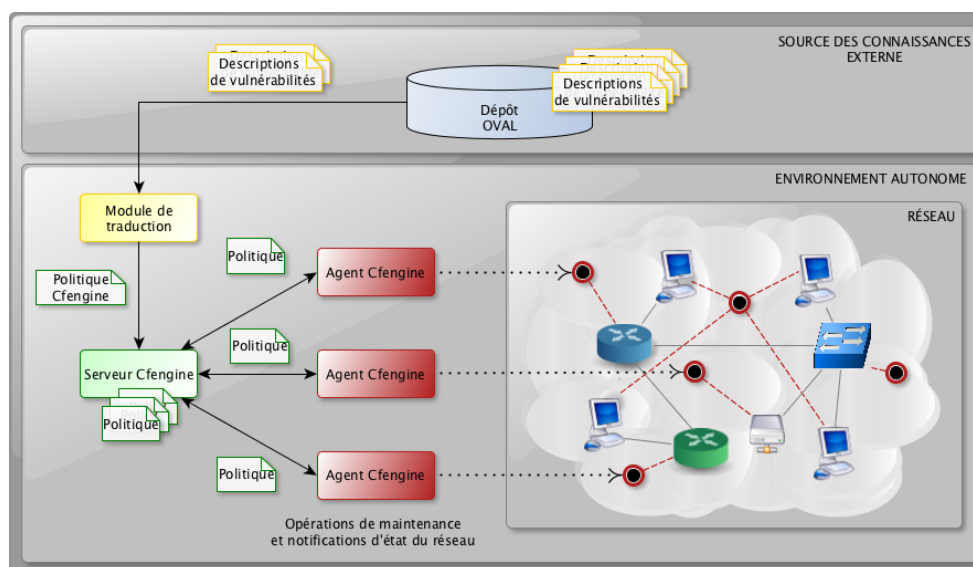 SOURCE DES CONNAISSANCES
EXTERNE
Descriptions
de vulnérabilités
Descriptions
de vulnérabilités
Dépôt
OVAL
ENVIRONNEMENT AUTONOME
Module de
traduction
RÉSEAU
Politique
Cfengine
Politique
Agent Cfengine
Politique
Serveur Cfengine
Agent Cfengine
Politique
Politique
Agent Cfengine
Opérations de maintenance
et notifications d'état du réseau